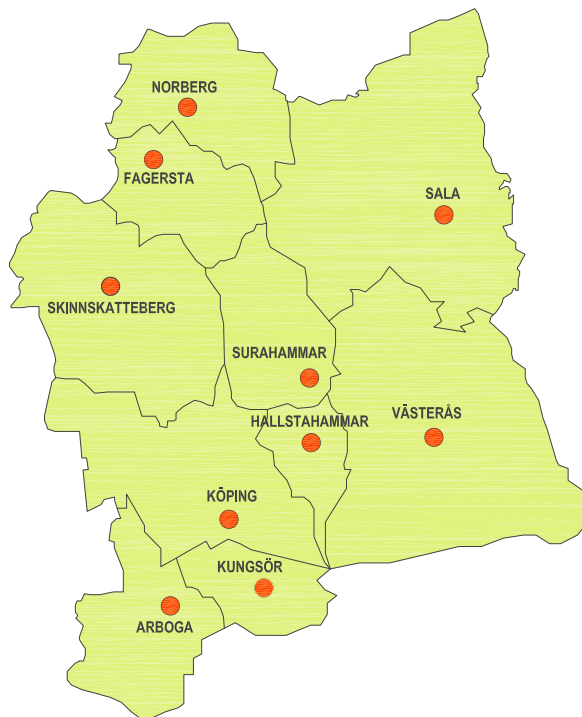 NORBERG
FAGERSTA
SALA
SKINNSKATTEBERG
SURAHAMMAR
HALLSTAHAMMAR
VÄSTERÅS
KÖPING
KUNGSÖR
ARBOGA